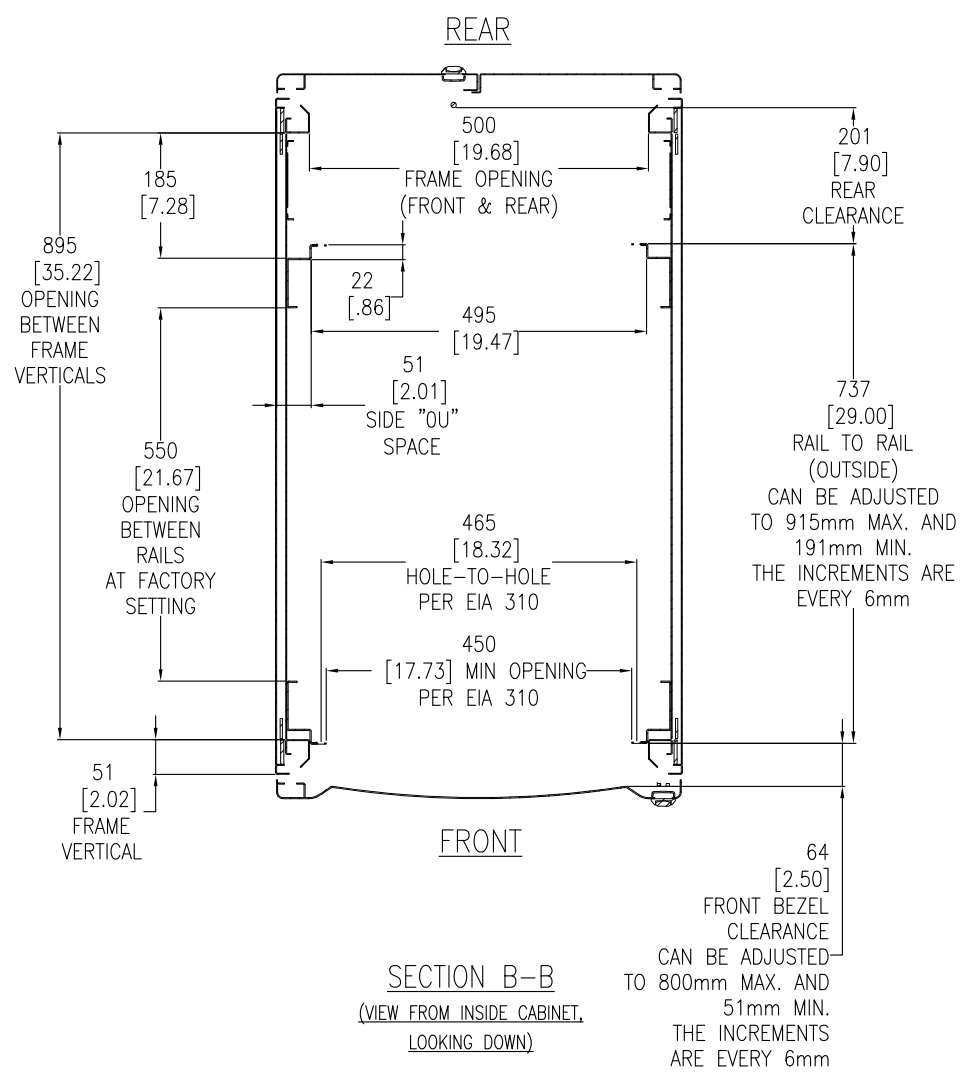 REAR
500
[19.68]
FRAME OPENING
(FRONT & REAR)
201
[7.90]
REAR
CLEARANCE
185
[7.28]
895
[35.22]
OPENING
BETWEEN
FRAME
VERTICALS
22
[.86]
495
[19.47]
51
[2.01]
SIDE "0U"
SPACE
737
[29.00]
RAIL TO RAIL
(OUTSIDE)
CAN BE ADJUSTED
TO 915mm MAX. AND
191mm MIN.
THE INCREMENTS ARE
EVERY 6mm
550
[21.67]
OPENING
BETWEEN
RAILS
AT FACTORY
SETTING
465
[18.32]
HOLE-TO-HOLE
PER EIA 310
450
[17.73] MIN OPENING
PER EIA 310
51
[2.02]
FRAME
VERTICAL
FRONT
64
[2.50]
FRONT BEZEL
CLEARANCE
CAN BE ADJUSTED
TO 800mm MAX. AND
51mm MIN.
THE INCREMENTS
ARE EVERY 6mm
SECTION B-B
(VIEW FROM INSIDE CABINET,
LOOKING DOWN)